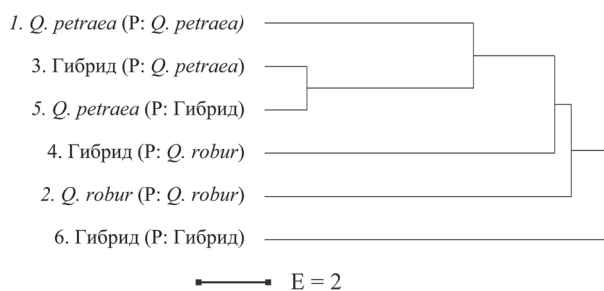 1. Q. petraea (Р: Q. petraea)
3. Гибрид (Р: Q. petraea)
5. Q. petraea (Р: Гибрид)
4. Гибрид (Р: Q. robur)
2. Q. robur (Р: Q. robur)
6. Гибрид (Р: Гибрид)
E = 2